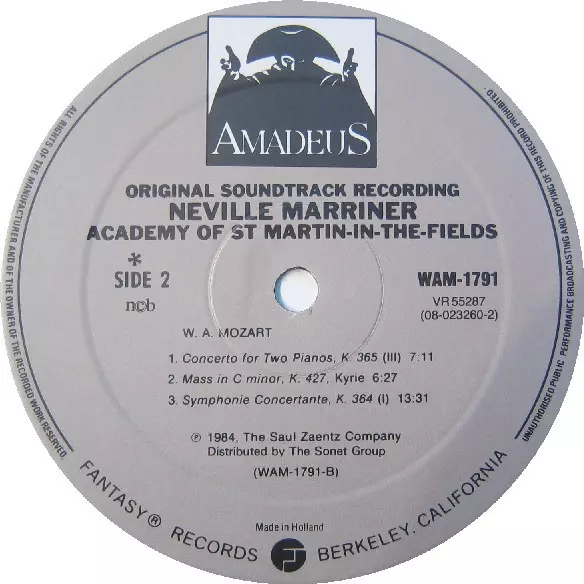 AMADEUS
ORIGINAL SOUNDTRACK RECORDING
NEVILLE MARRINER
ACADEMY OF ST MARTIN-IN-THE-FIELDS
*
SIDE 2
ncb
WAM-1791
VR 55287
(08-023260-2)
W. A. MOZART
1. Concerto for Two Pianos, K. 365 (III) 7:11
2. Mass in C minor, K. 427, Kyrie 6:27
3. Symphonie Concertante, K. 364 (I) 13:31
℗ 1984, The Saul Zaentz Company
Distributed by The Sonet Group
(WAM-1791-B)
Made in Holland
FANTASY® RECORDS F BERKELEY, CALIFORNIA
ALL RIGHTS OF THE MANUFACTURER AND OF THE OWNER OF THE RECORDED WORK RESERVED.
UNAUTHORISED PUBLIC PERFORMANCE BROADCASTING AND COPYING OF THIS RECORD PROHIBITED.